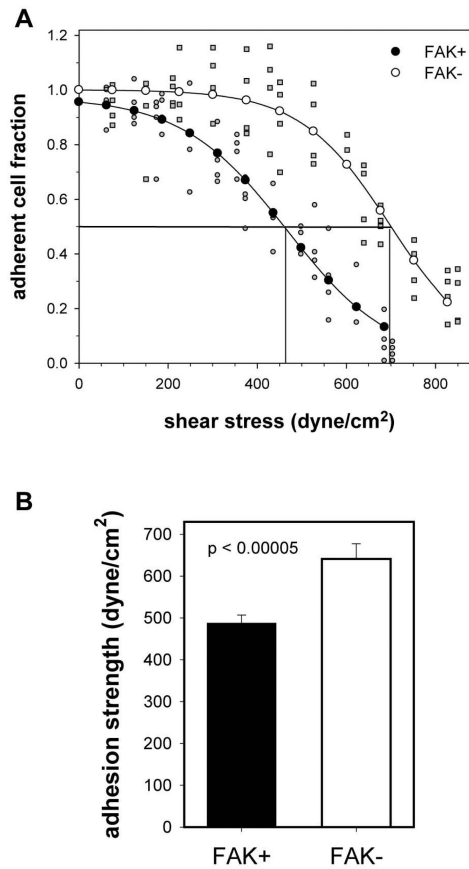 A
FAK+
FAK-
1.2
1.0
0.8
0.6
0.4
0.2
0.0
adherent cell fraction
0
200
400
600
800
shear stress (dyne/cm²)
B
p < 0.00005
700
600
500
400
300
200
100
0
adhesion strength (dyne/cm²)
FAK+
FAK-